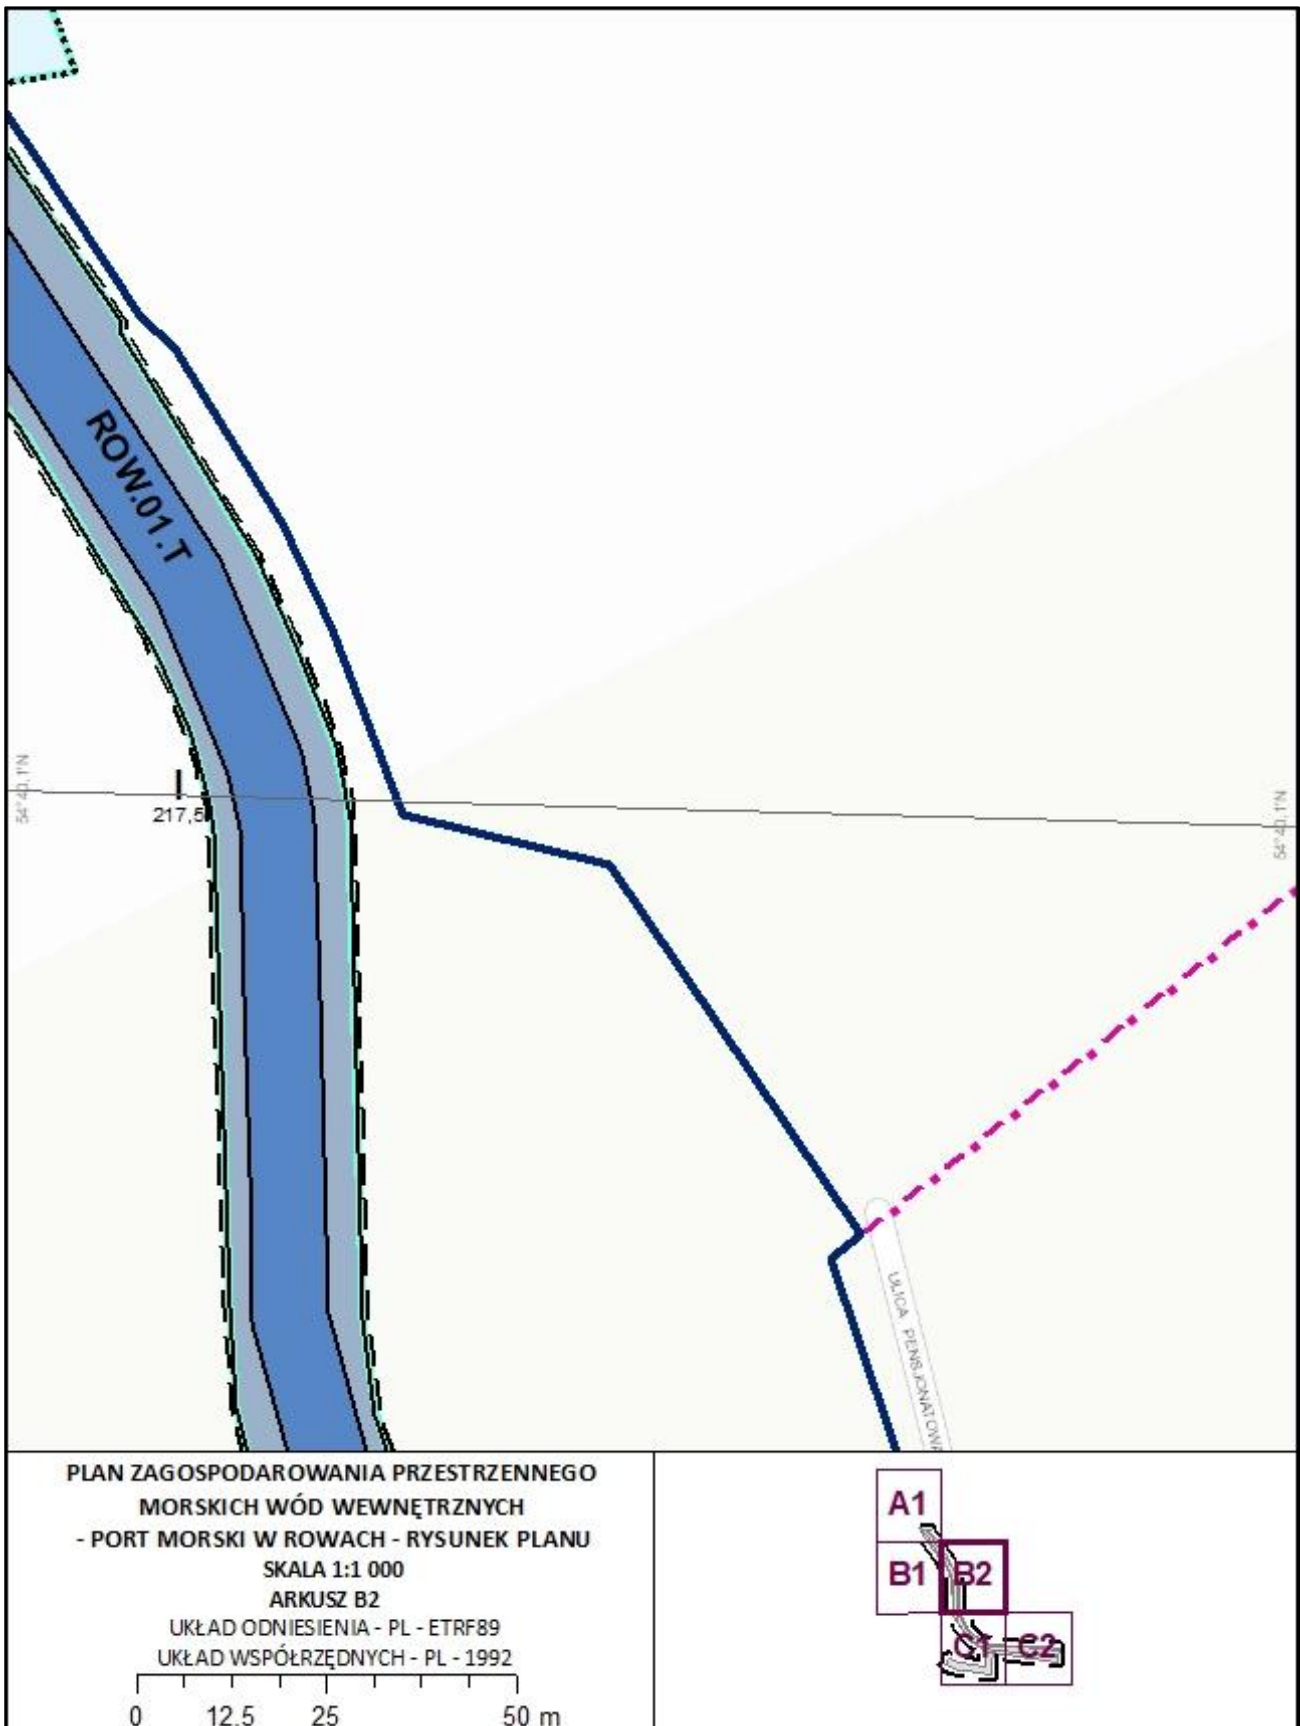 ROW.01.T
54°40,1'N
217,5
54°40,1'N
ULICA PENSJONATOWA
PLAN ZAGOSPODAROWANIA PRZESTRZENNEGO
MORSKICH WÓD WEWNĘTRZNYCH
- PORT MORSKI W ROWACH - RYSUNEK PLANU
SKALA 1:1 000
ARKUSZ B2
UKŁAD ODNIESIENIA - PL - ETRF89
UKŁAD WSPÓŁRZĘDNYCH - PL - 1992
0 12,5 25 50 m
A1
B1 B2
C1 C2